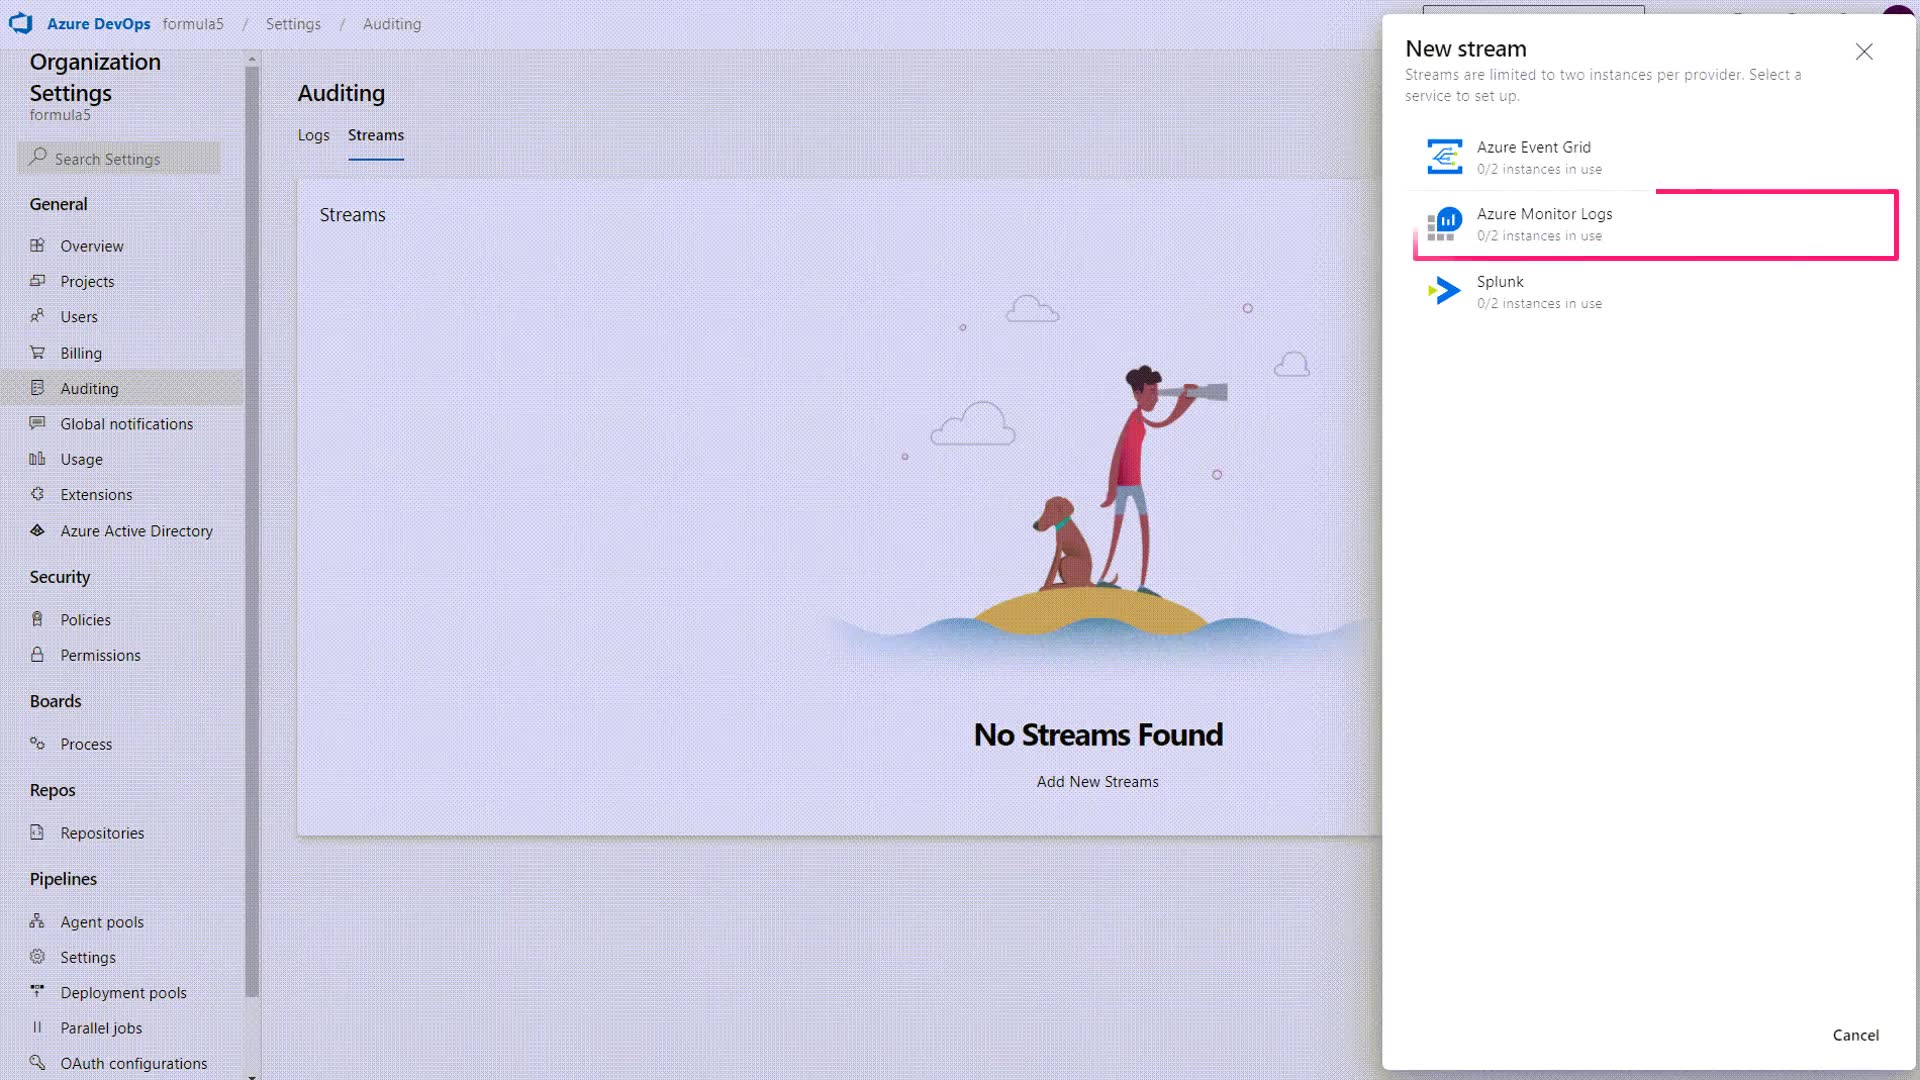 Azure DevOps formula5 / Settings / Auditing
Organization
Settings
formula5
Search Settings
General
Overview
Projects
Users
Billing
Auditing
Global notifications
Usage
Extensions
Azure Active Directory
Security
Policies
Permissions
Boards
Process
Repos
Repositories
Pipelines
Agent pools
Settings
Deployment pools
Parallel jobs
OAuth configurations
Auditing
Logs Streams
Streams
No Streams Found
Add New Streams
New stream
Streams are limited to two instances per provider. Select a
service to set up.
Azure Event Grid
0/2 instances in use
Azure Monitor Logs
0/2 instances in use
Splunk
0/2 instances in use
Cancel